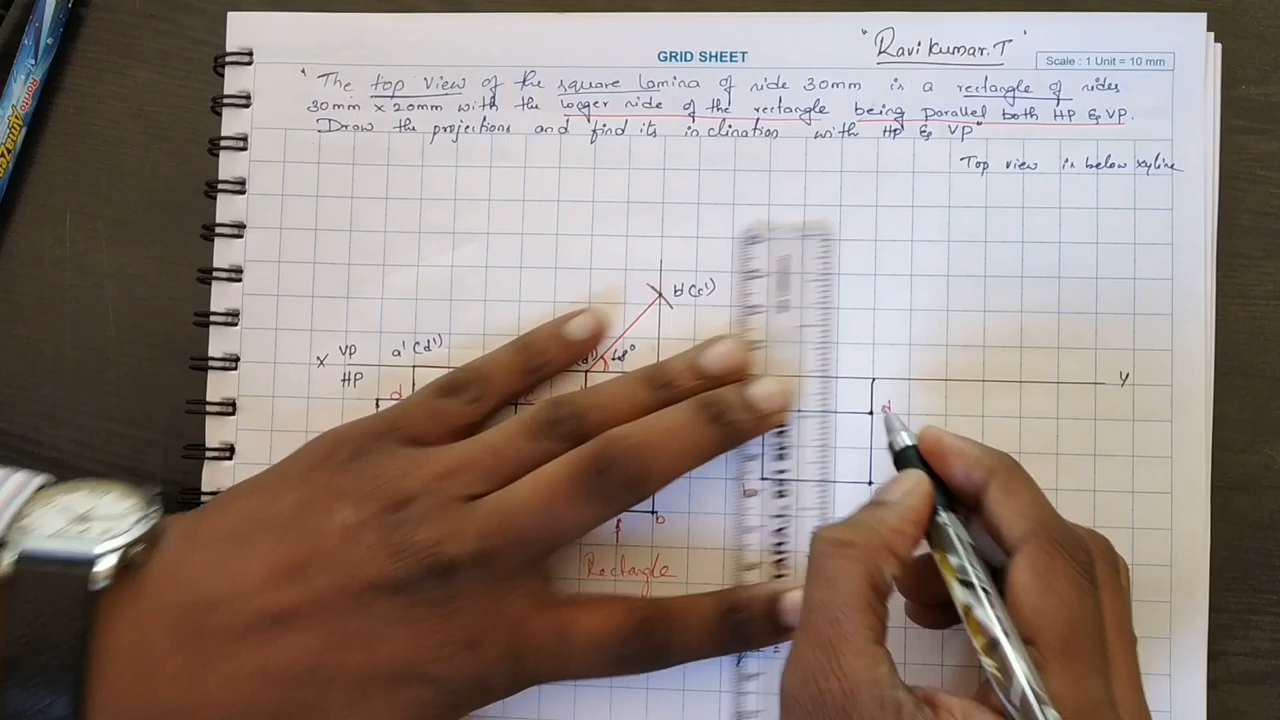 "Ravikumar.T"
GRID SHEET
Scale : 1 Unit = 10 mm
"The top view of the square lamina of side 30mm is a rectangle of sides
30mm x 20mm with the longer side of the rectangle being parallel both HP & VP.
Draw the projections and find its inclination with HP & VP"
Top view is below xyline
b'(c')
X VP a'(d') (d') 48° y
HP d c d
b b
Rectangle